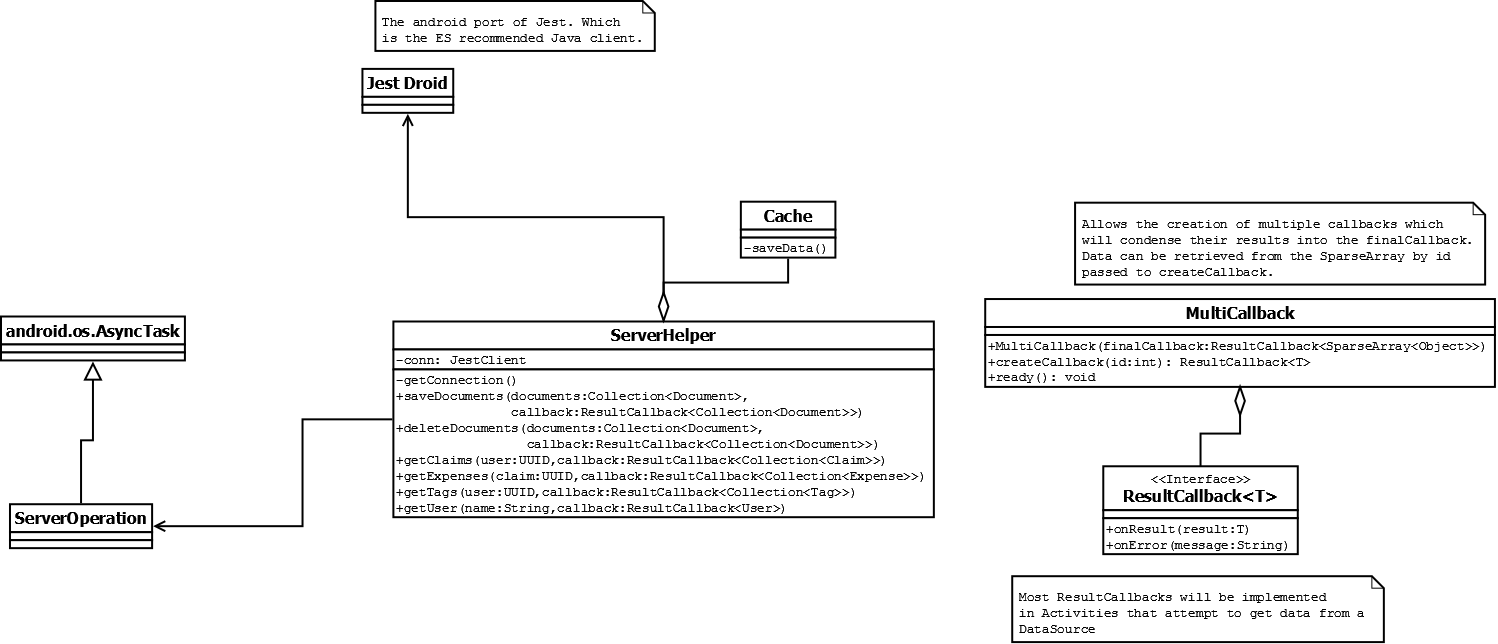 The android port of Jest. Which
is the ES recommended Java client.
Jest Droid
Cache
-saveData()
Allows the creation of multiple callbacks which
will condense their results into the finalCallback.
Data can be retrieved from the SparseArray by id
passed to createCallback.
android.os.AsyncTask
ServerHelper
-conn: JestClient
-getConnection()
+saveDocuments(documents:Collection<Document>,
callback:ResultCallback<Collection<Document>>)
+deleteDocuments(documents:Collection<Document>,
callback:ResultCallback<Collection<Document>>)
+getClaims(user:UUID,callback:ResultCallback<Collection<Claim>>)
+getExpenses(claim:UUID,callback:ResultCallback<Collection<Expense>>)
+getTags(user:UUID,callback:ResultCallback<Collection<Tag>>)
+getUser(name:String,callback:ResultCallback<User>)
MultiCallback
+MultiCallback(finalCallback:ResultCallback<SparseArray<Object>>)
+createCallback(id:int): ResultCallback<T>
+ready(): void
ServerOperation
<<Interface>>
ResultCallback<T>
+onResult(result:T)
+onError(message:String)
Most ResultCallbacks will be implemented
in Activities that attempt to get data from a
DataSource